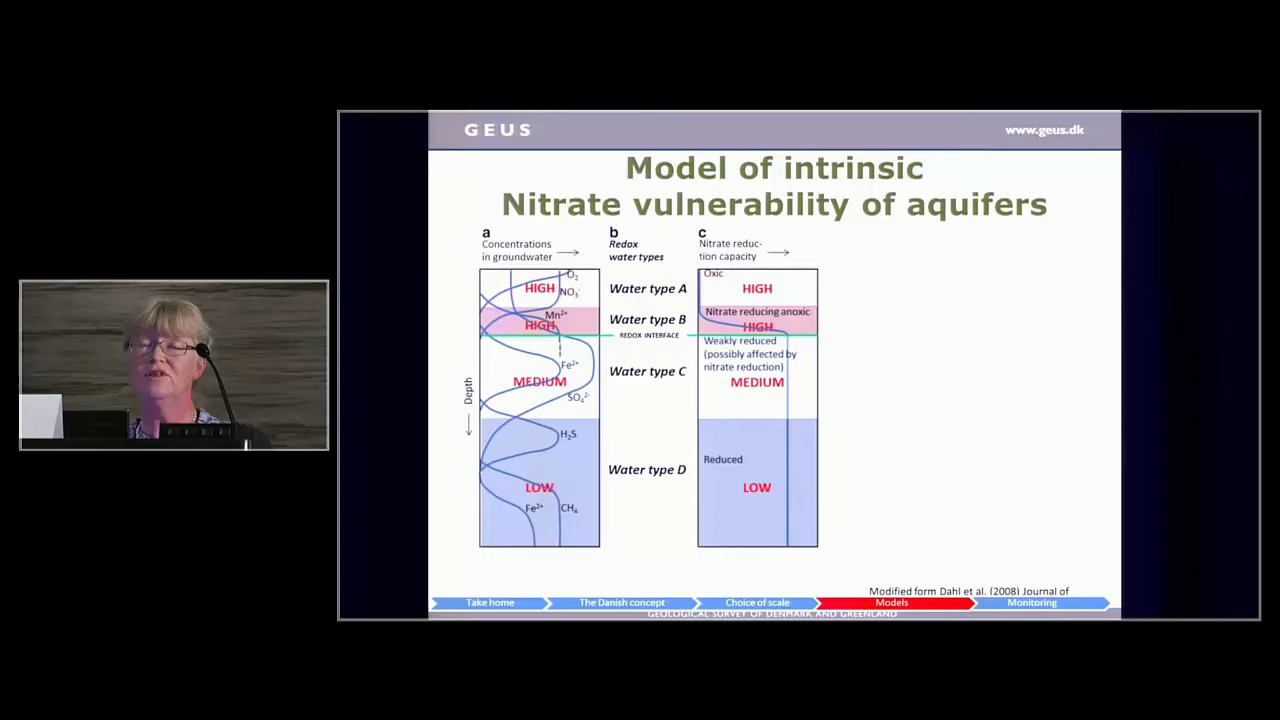 GEUS
www.geus.dk
Model of intrinsic
Nitrate vulnerability of aquifers
a
Concentrations
in groundwater
b
Redox
water types
c
Nitrate reduc-
tion capacity
O₂
HIGH
NO₃⁻
Mn²⁺
HIGH
Fe²⁺
MEDIUM
SO₄²⁻
H₂S
LOW
Fe²⁺
CH₄
Depth
Water type A
Water type B
REDOX INTERFACE
Water type C
Water type D
Oxic
HIGH
Nitrate reducing anoxic
HIGH
Weakly reduced
(possibly affected by
nitrate reduction)
MEDIUM
Reduced
LOW
Modified form Dahl et al. (2008) Journal of
Take home
The Danish concept
Choice of scale
Models
Monitoring
GEOLOGICAL SURVEY OF DENMARK AND GREENLAND